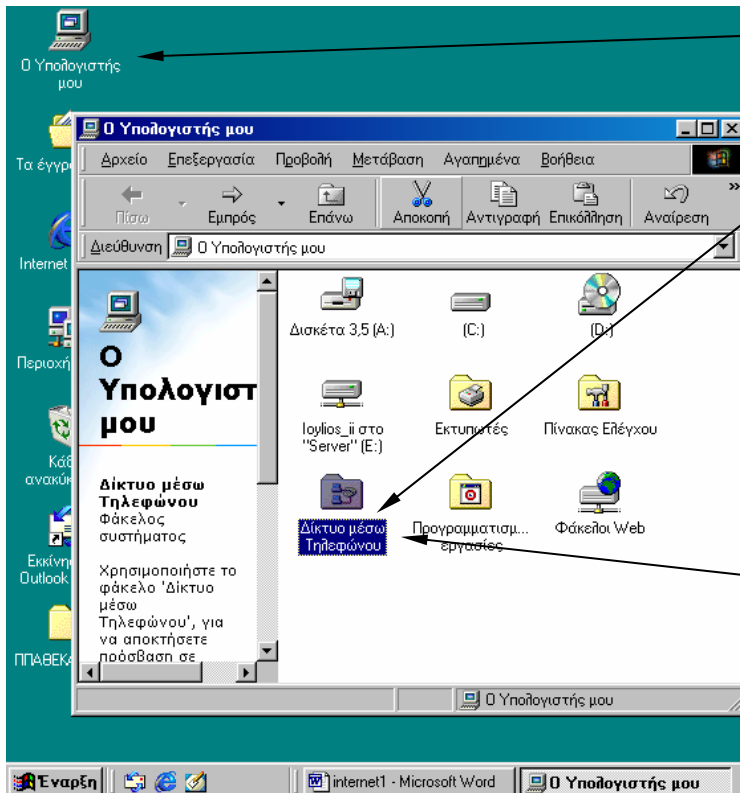 Ο Υπολογιστής
μου
Ο Υπολογιστής μου
Αρχείο Επεξεργασία Προβολή Μετάβαση Αγαπημένα Βοήθεια
Πίσω Εμπρός Επάνω Αποκοπή Αντιγραφή Επικόλληση Αναίρεση »
Διεύθυνση Ο Υπολογιστής μου
Τα έγγρ
Internet
Περιοχή
Κάδ
ανακύκ
Εκκίνη
Outlook
ΠΠΑΘΕΚΑ
Ο
Υπολογιστ
μου
Δίκτυο μέσω
Τηλεφώνου
Φάκελος
συστήματος
Χρησιμοποιήστε το
φάκελο 'Δίκτυο
μέσω
Τηλεφώνου', για
να αποκτήσετε
πρόσβαση σε
Δισκέτα 3,5 (A:) (C:) (D:)
Ioylios_ii στο
"Server" (E:)
Εκτυπωτές Πίνακας Ελέγχου
Δίκτυο μέσω
Τηλεφώνου
Προγραμματισμ...
εργασίες
Φάκελοι Web
Ο Υπολογιστής μου
Έναρξη internet1 - Microsoft Word Ο Υπολογιστής μου